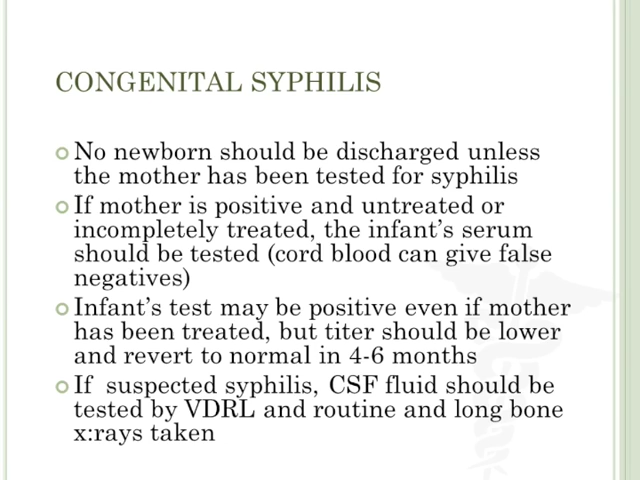 CONGENITAL SYPHILIS
No newborn should be discharged unless
the mother has been tested for syphilis
If mother is positive and untreated or
incompletely treated, the infant's serum
should be tested (cord blood can give false
negatives)
Infant's test may be positive even if mother
has been treated, but titer should be lower
and revert to normal in 4-6 months
If  suspected syphilis, CSF fluid should be
tested by VDRL and routine and long bone
x:rays taken